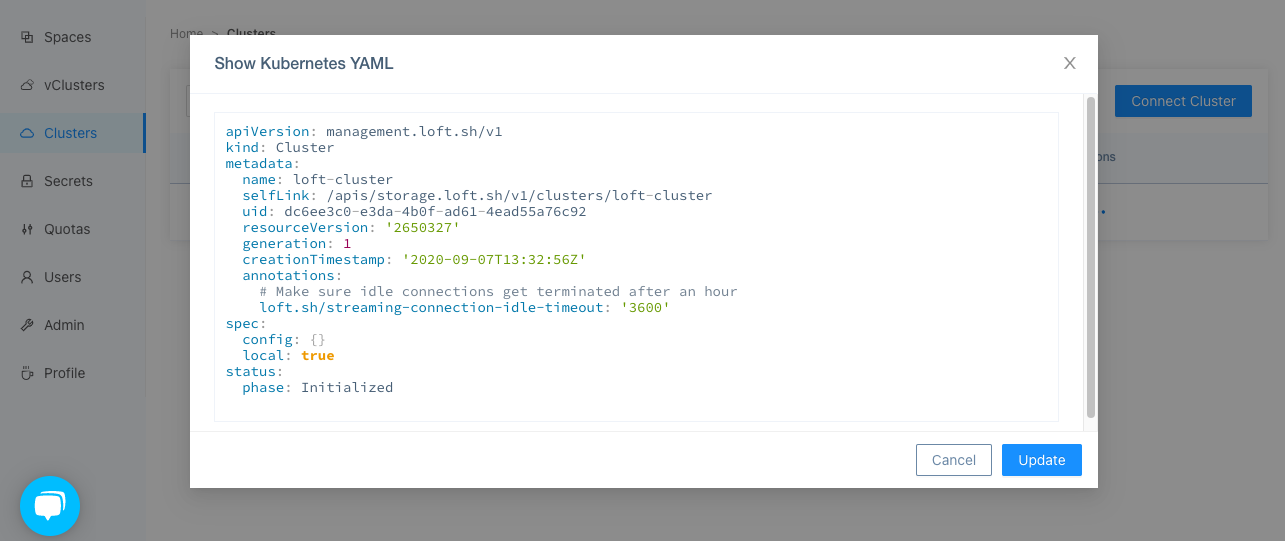 Spaces
vClusters
Clusters
Secrets
Quotas
Users
Admin
Profile
Home > Clusters
Connect Cluster
Show Kubernetes YAML
apiVersion: management.loft.sh/v1
kind: Cluster
metadata:
  name: loft-cluster
  selfLink: /apis/storage.loft.sh/v1/clusters/loft-cluster
  uid: dc6ee3c0-e3da-4b0f-ad61-4ead55a76c92
  resourceVersion: '2650327'
  generation: 1
  creationTimestamp: '2020-09-07T13:32:56Z'
  annotations:
    # Make sure idle connections get terminated after an hour
    loft.sh/streaming-connection-idle-timeout: '3600'
spec:
  config: {}
  local: true
status:
  phase: Initialized
Cancel
Update